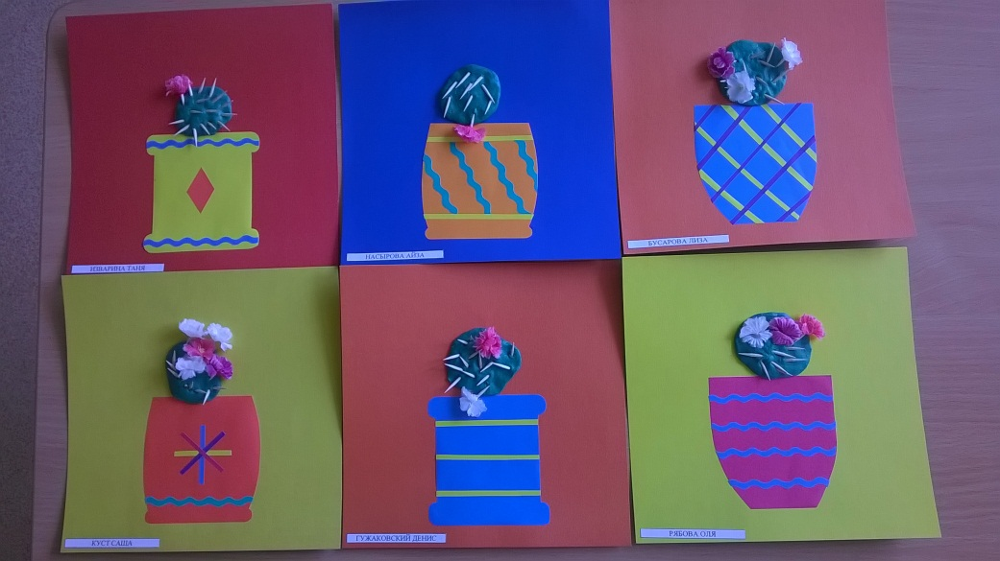 ИЗВАРИНА ТАНЯ
НАСЫРОВА АЙЗА
БУСАРОВА ЛИЗА
КУСТ САША
ГУЖАКОВСКИЙ ДЕНИС
РЯБОВА ОЛЯ